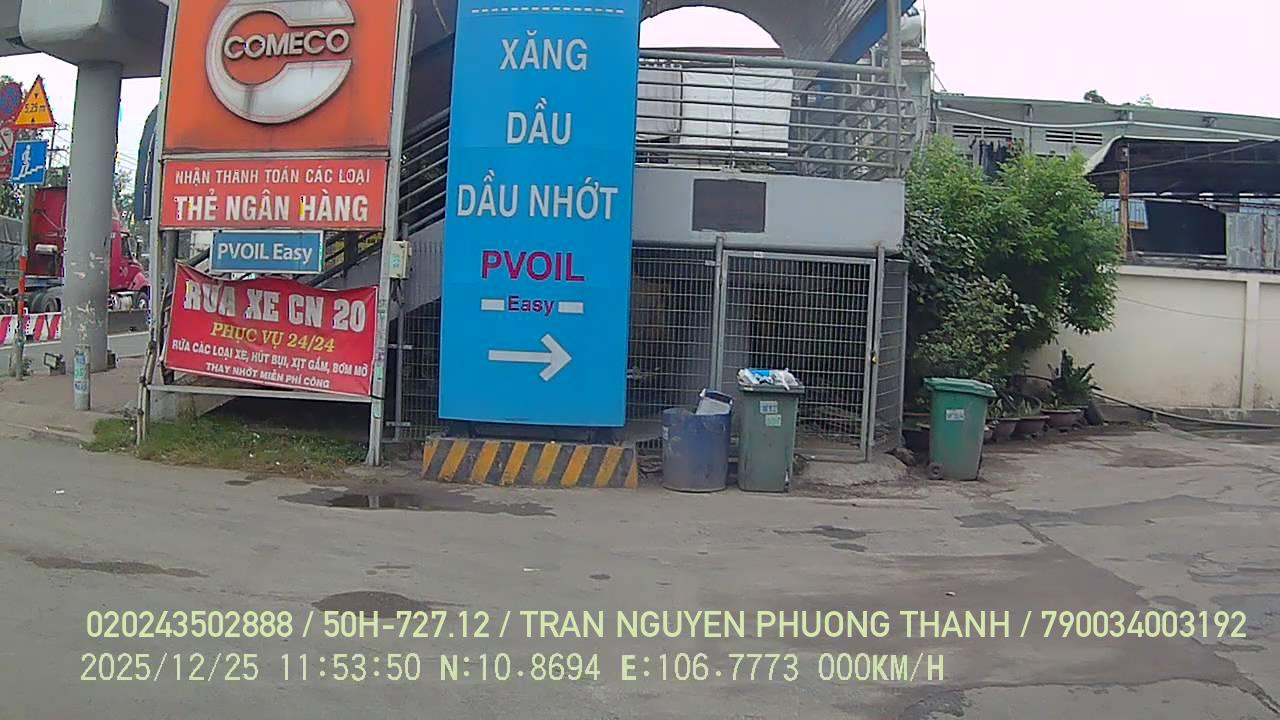 COMECO
NHẬN THANH TOÁN CÁC LOẠI
THẺ NGÂN HÀNG
PVOIL Easy
RỬA XE CN 20
PHỤC VỤ 24/24
RỬA CÁC LOẠI XE, HÚT BỤI, XỊT GẦM, BƠM MỠ
THAY NHỚT MIỄN PHÍ CÔNG
XĂNG
DẦU
DẦU NHỚT
PVOIL
Easy
5,25 m
020243502888 / 50H-727.12 / TRAN NGUYEN PHUONG THANH / 790034003192
2025/12/25 11:53:50 N:10.8694 E:106.7773 000KM/H